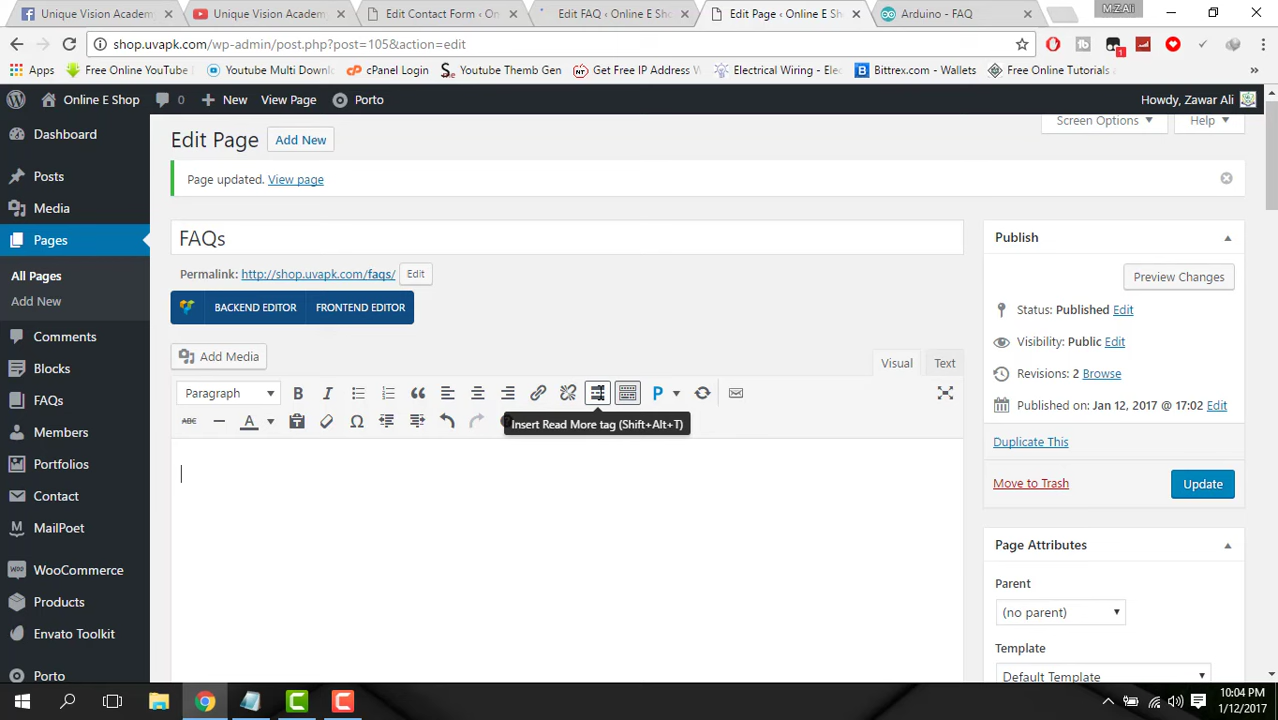 Unique Vision Academ
Unique Vision Academ
Edit Contact Form ‹ On
Edit FAQ ‹ Online E Sh
Edit Page ‹ Online E Sh
Arduino - FAQ
M.Z.Ali
shop.uvapk.com/wp-admin/post.php?post=105&action=edit
1
Apps
Free Online YouTube
Youtube Multi Down
cPanel Login
Youtube Themb Gen
Get Free IP Address
Electrical Wiring - Elec
Bittrex.com - Wallets
Free Online Tutorials
»
Online E Shop
0
New
View Page
Porto
Howdy, Zawar Ali
Dashboard
Posts
Media
Pages
All Pages
Add New
Comments
Blocks
FAQs
Members
Portfolios
Contact
MailPoet
WooCommerce
Products
Envato Toolkit
Porto
Screen Options
Help
Edit Page
Add New
Page updated. View page
FAQs
Permalink: http://shop.uvapk.com/faqs/ Edit
BACKEND EDITOR
FRONTEND EDITOR
Add Media
Visual
Text
Paragraph
B
I
P
ABC
A
Ω
Insert Read More tag (Shift+Alt+T)
Publish
Preview Changes
Status: Published Edit
Visibility: Public Edit
Revisions: 2 Browse
Published on: Jan 12, 2017 @ 17:02 Edit
Duplicate This
Move to Trash
Update
Page Attributes
Parent
(no parent)
Template
Default Template
10:04 PM
1/12/2017